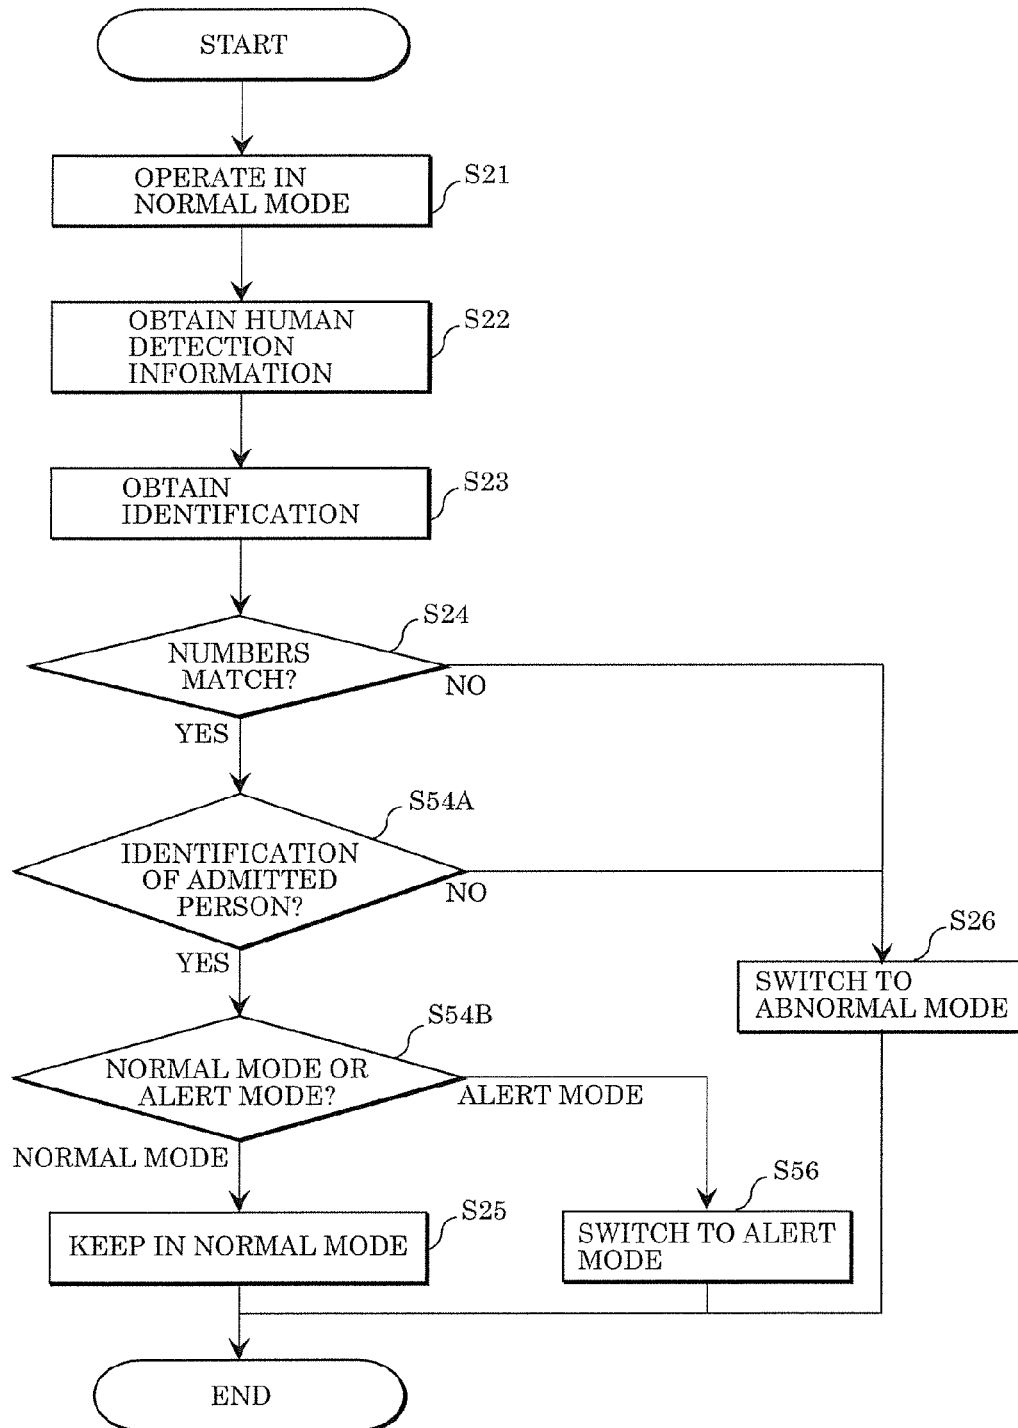 START
OPERATE IN
NORMAL MODE
S21
OBTAIN HUMAN
DETECTION
INFORMATION
S22
OBTAIN
IDENTIFICATION
S23
NUMBERS
MATCH?
S24
NO
YES
IDENTIFICATION
OF ADMITTED
PERSON?
S54A
NO
YES
SWITCH TO
ABNORMAL MODE
S26
NORMAL MODE OR
ALERT MODE?
S54B
ALERT MODE
NORMAL MODE
KEEP IN NORMAL MODE
S25
SWITCH TO ALERT
MODE
S56
END